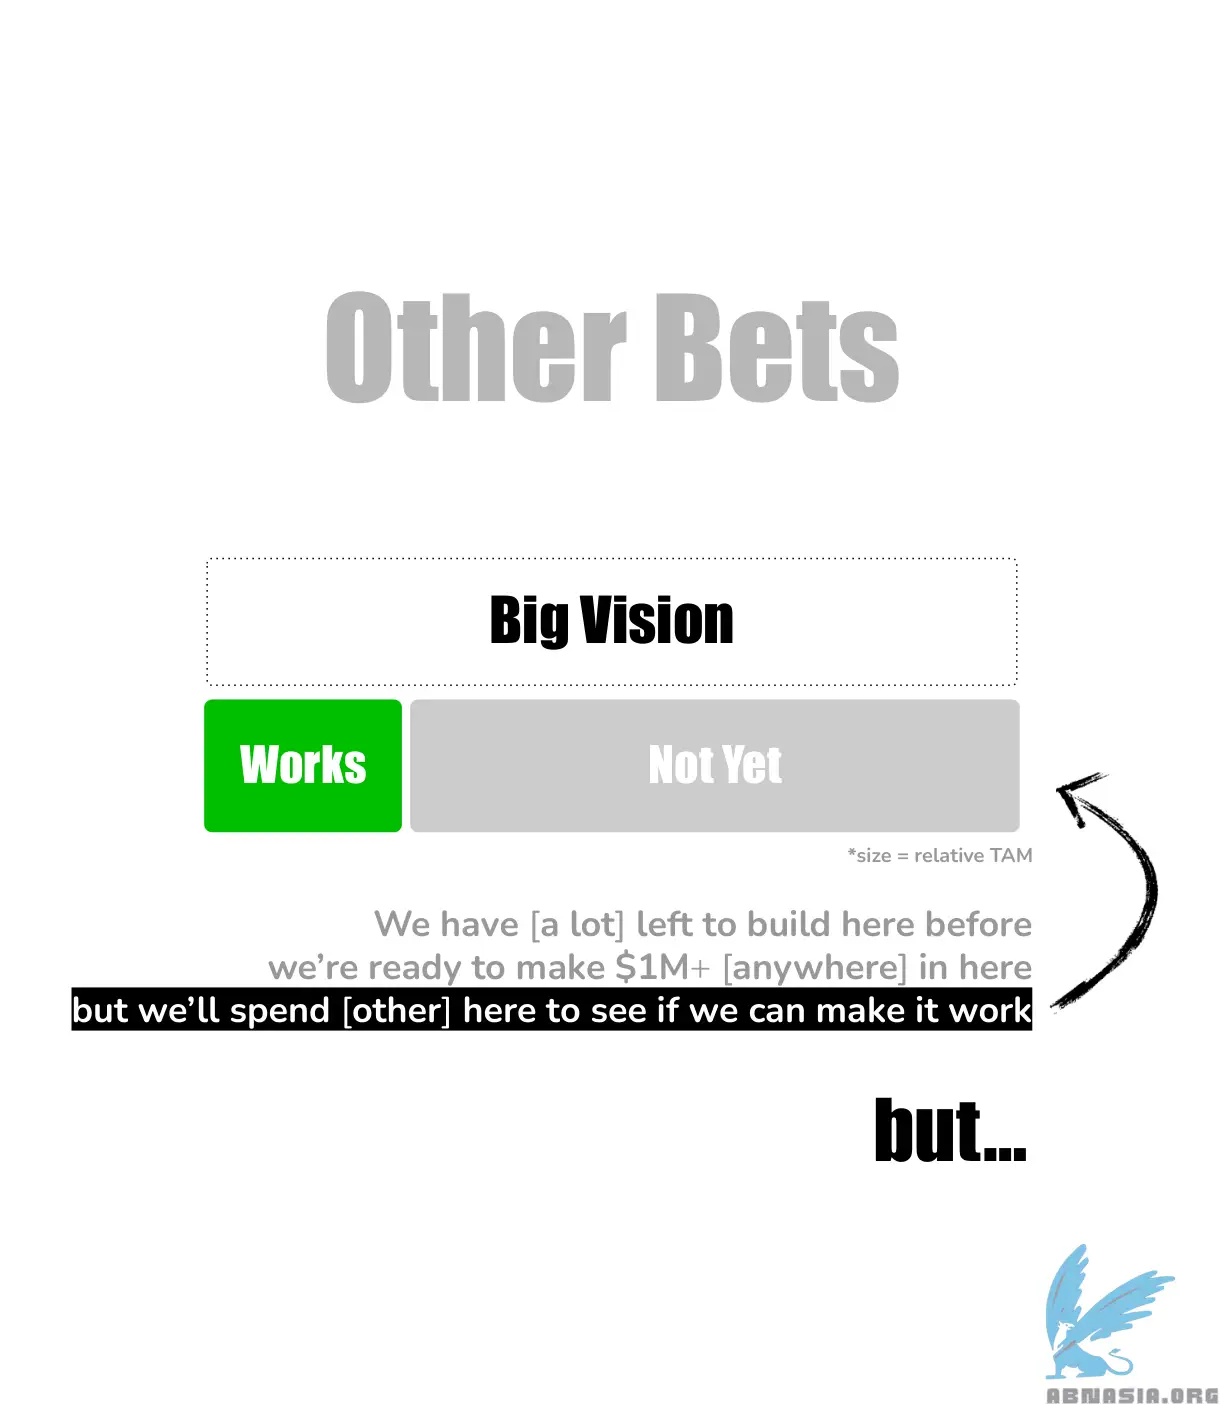 Other Bets
Big Vision
Works
Not Yet
*size = relative TAM
We have [a lot] left to build here before
we’re ready to make $1M+ [anywhere] in here
but we’ll spend [other] here to see if we can make it work
but...
ABNASIA.ORG